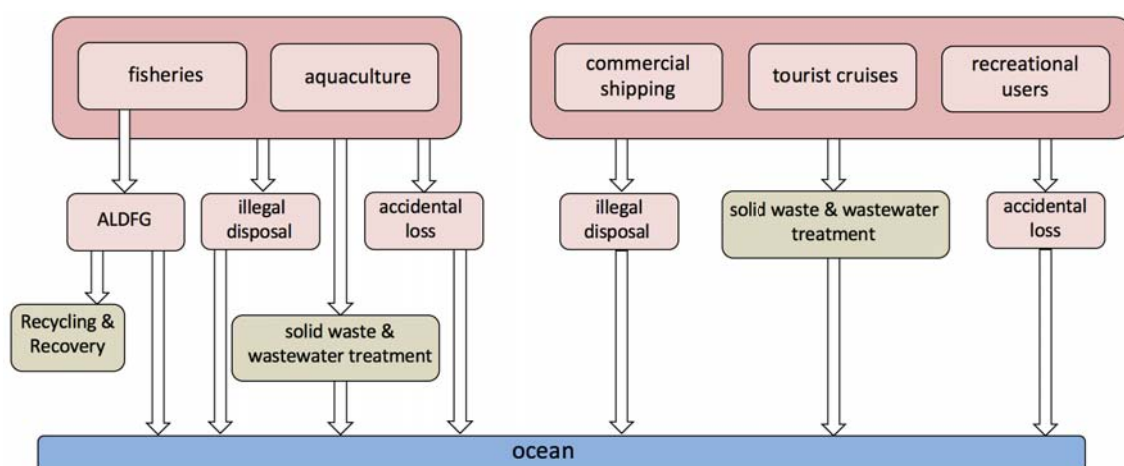 fisheries
aquaculture
commercial
shipping
tourist cruises
recreational
users
ALDFG
illegal
disposal
accidental
loss
illegal
disposal
solid waste & wastewater
treatment
accidental
loss
Recycling &
Recovery
solid waste &
wastewater treatment
ocean